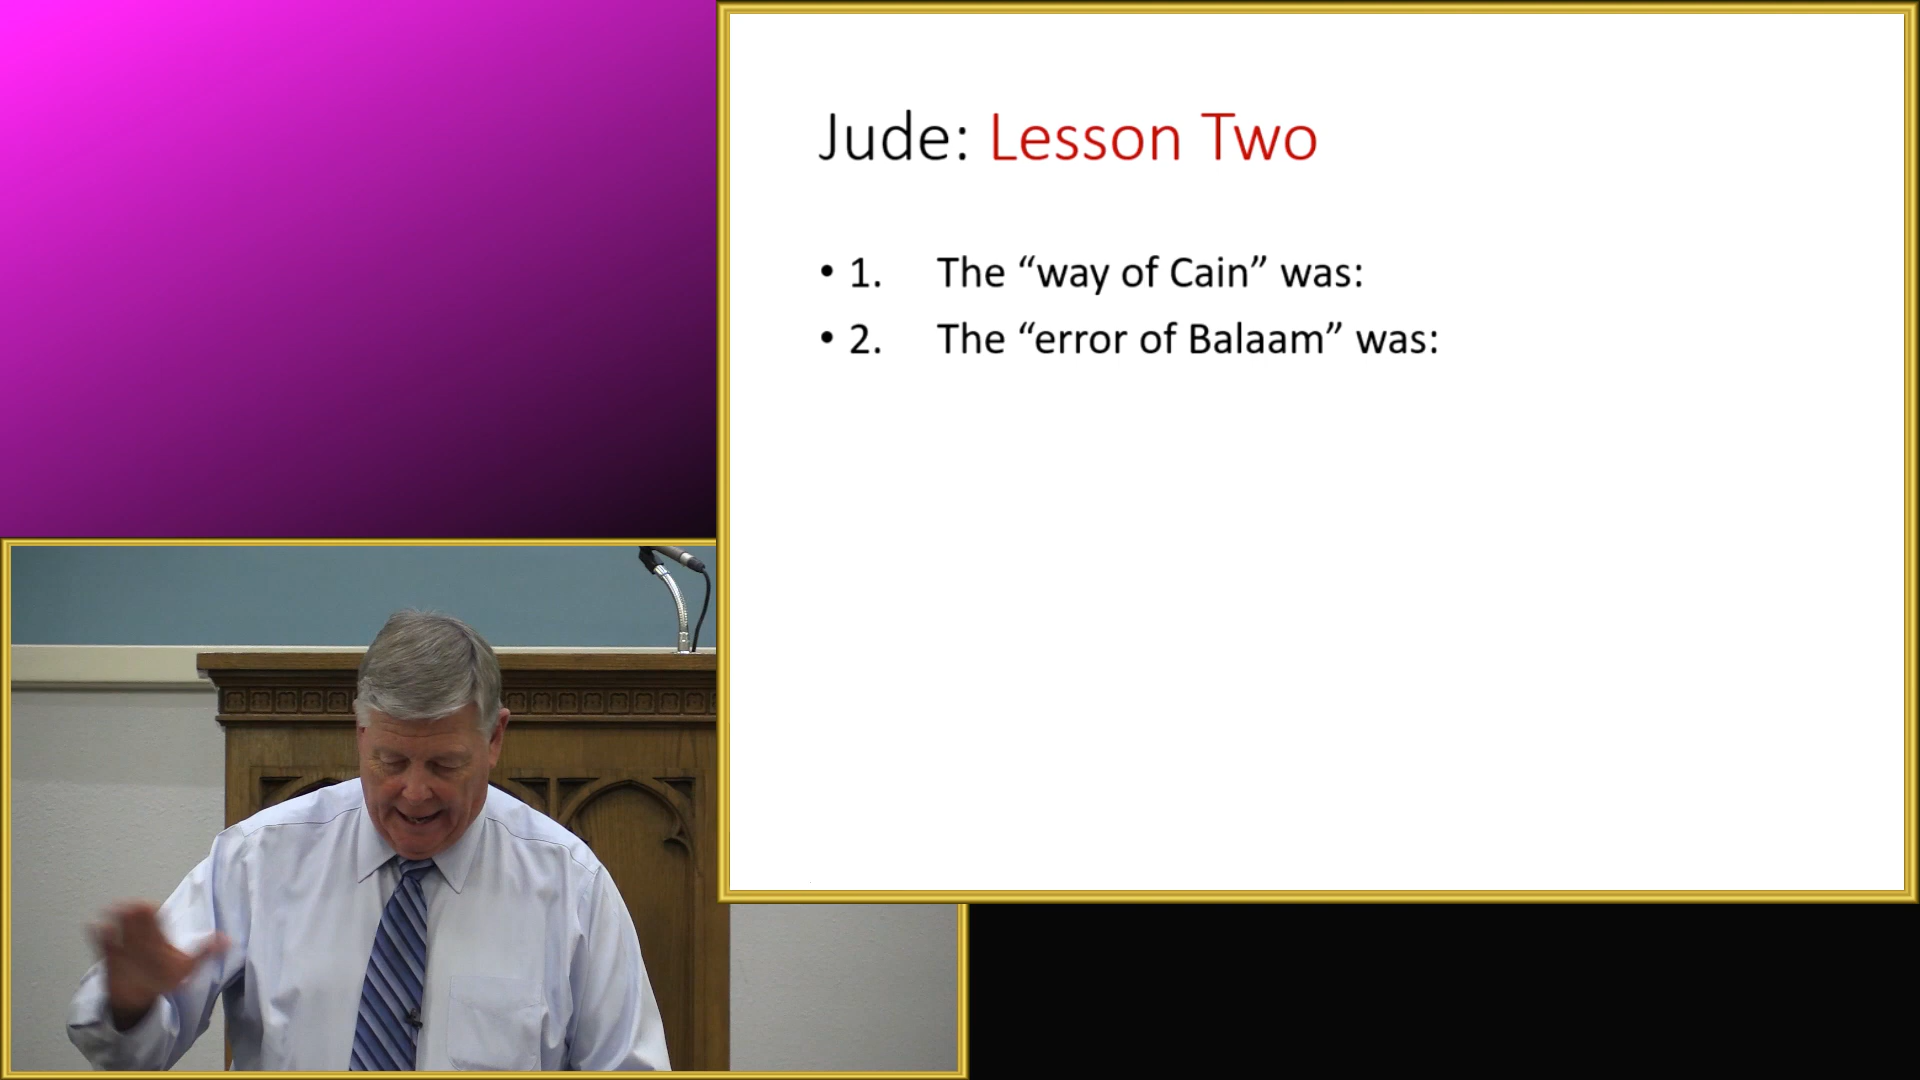 Jude: Lesson Two
• 1. The “way of Cain” was:
• 2. The “error of Balaam” was: